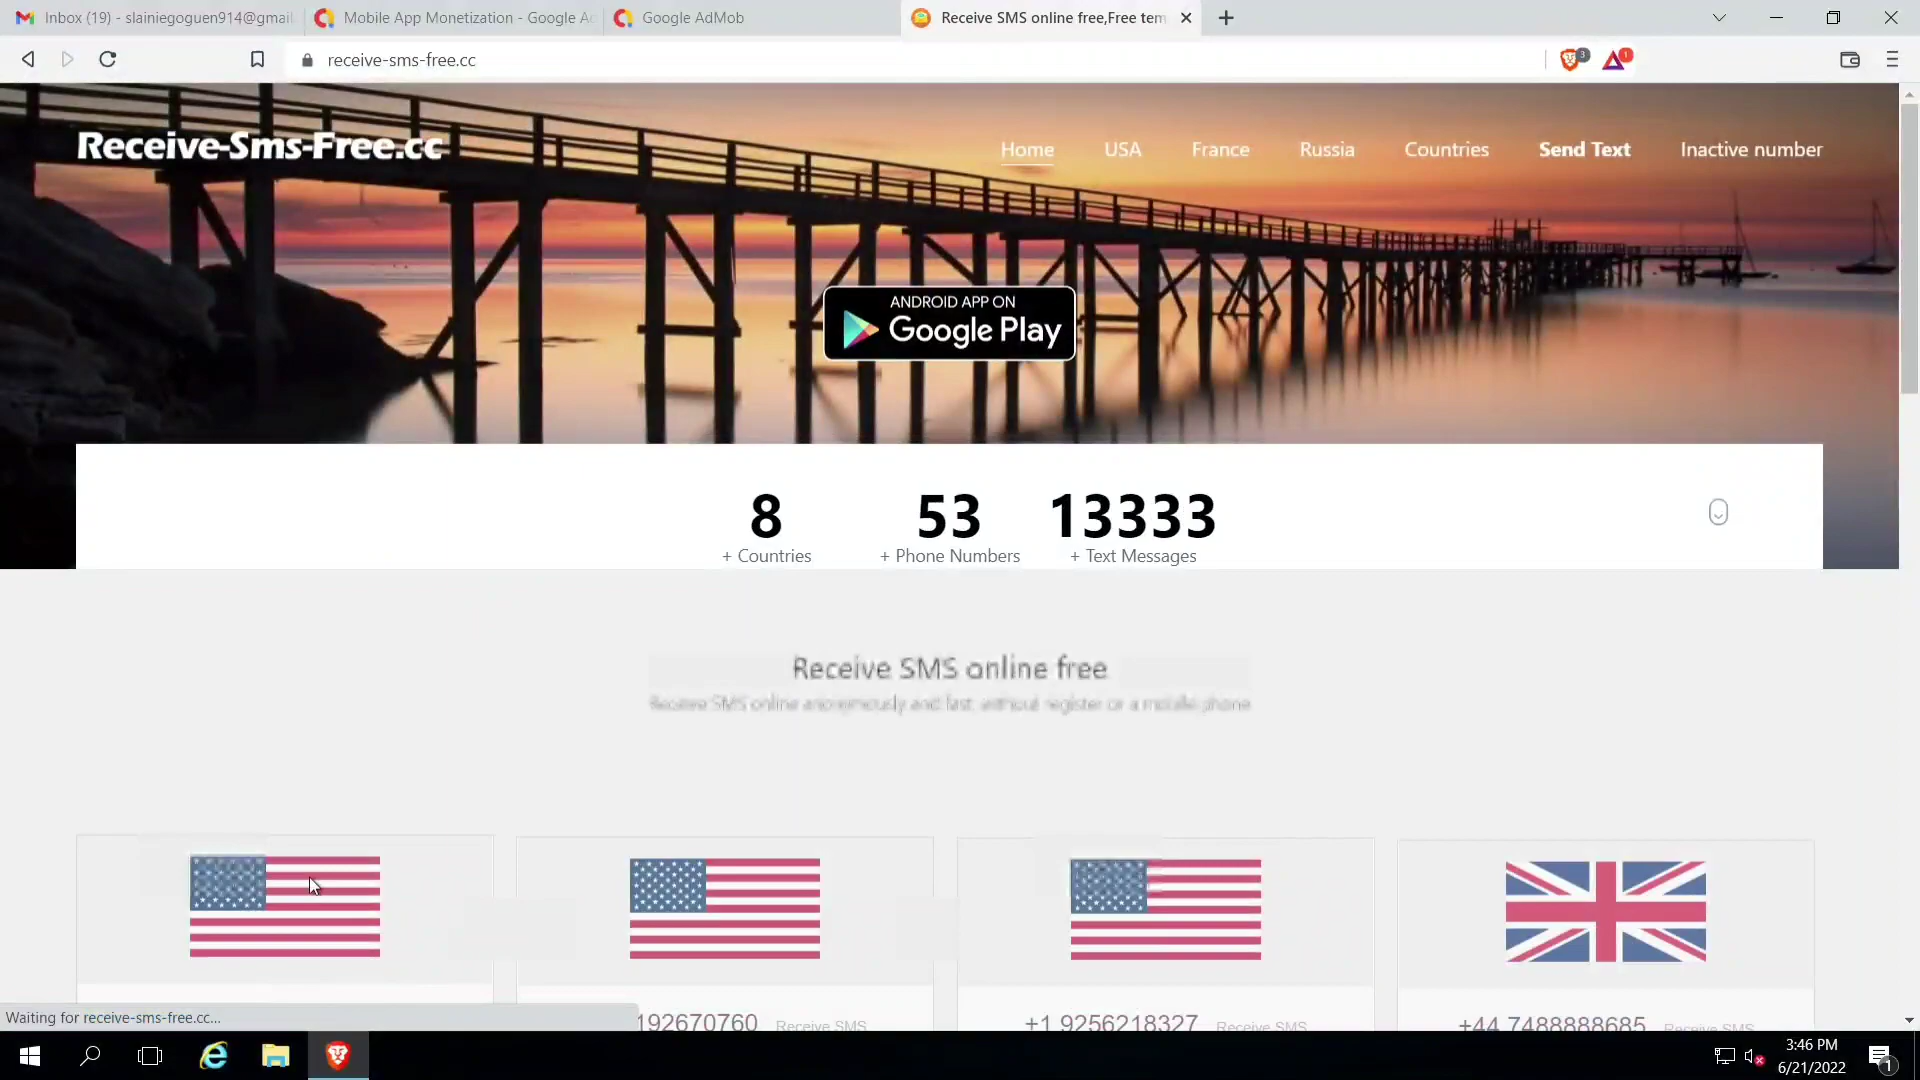 Inbox (19) - slainiegoguen914@gmail
Mobile App Monetization - Google A
Google AdMob
Receive SMS online free,Free tem
receive-sms-free.cc
3
1
Receive-Sms-Free.cc
Home
USA
France
Russia
Countries
Send Text
Inactive number
ANDROID APP ON
Google Play
8
53
13333
+ Countries
+ Phone Numbers
+ Text Messages
Receive SMS online free
Receive SMS online anonymously and fast, without register or a mobile phone
192670760 Receive SMS
+1 9256218327 Receive SMS
+44 7488888685 Receive SMS
Waiting for receive-sms-free.cc...
3:46 PM
6/21/2022
1